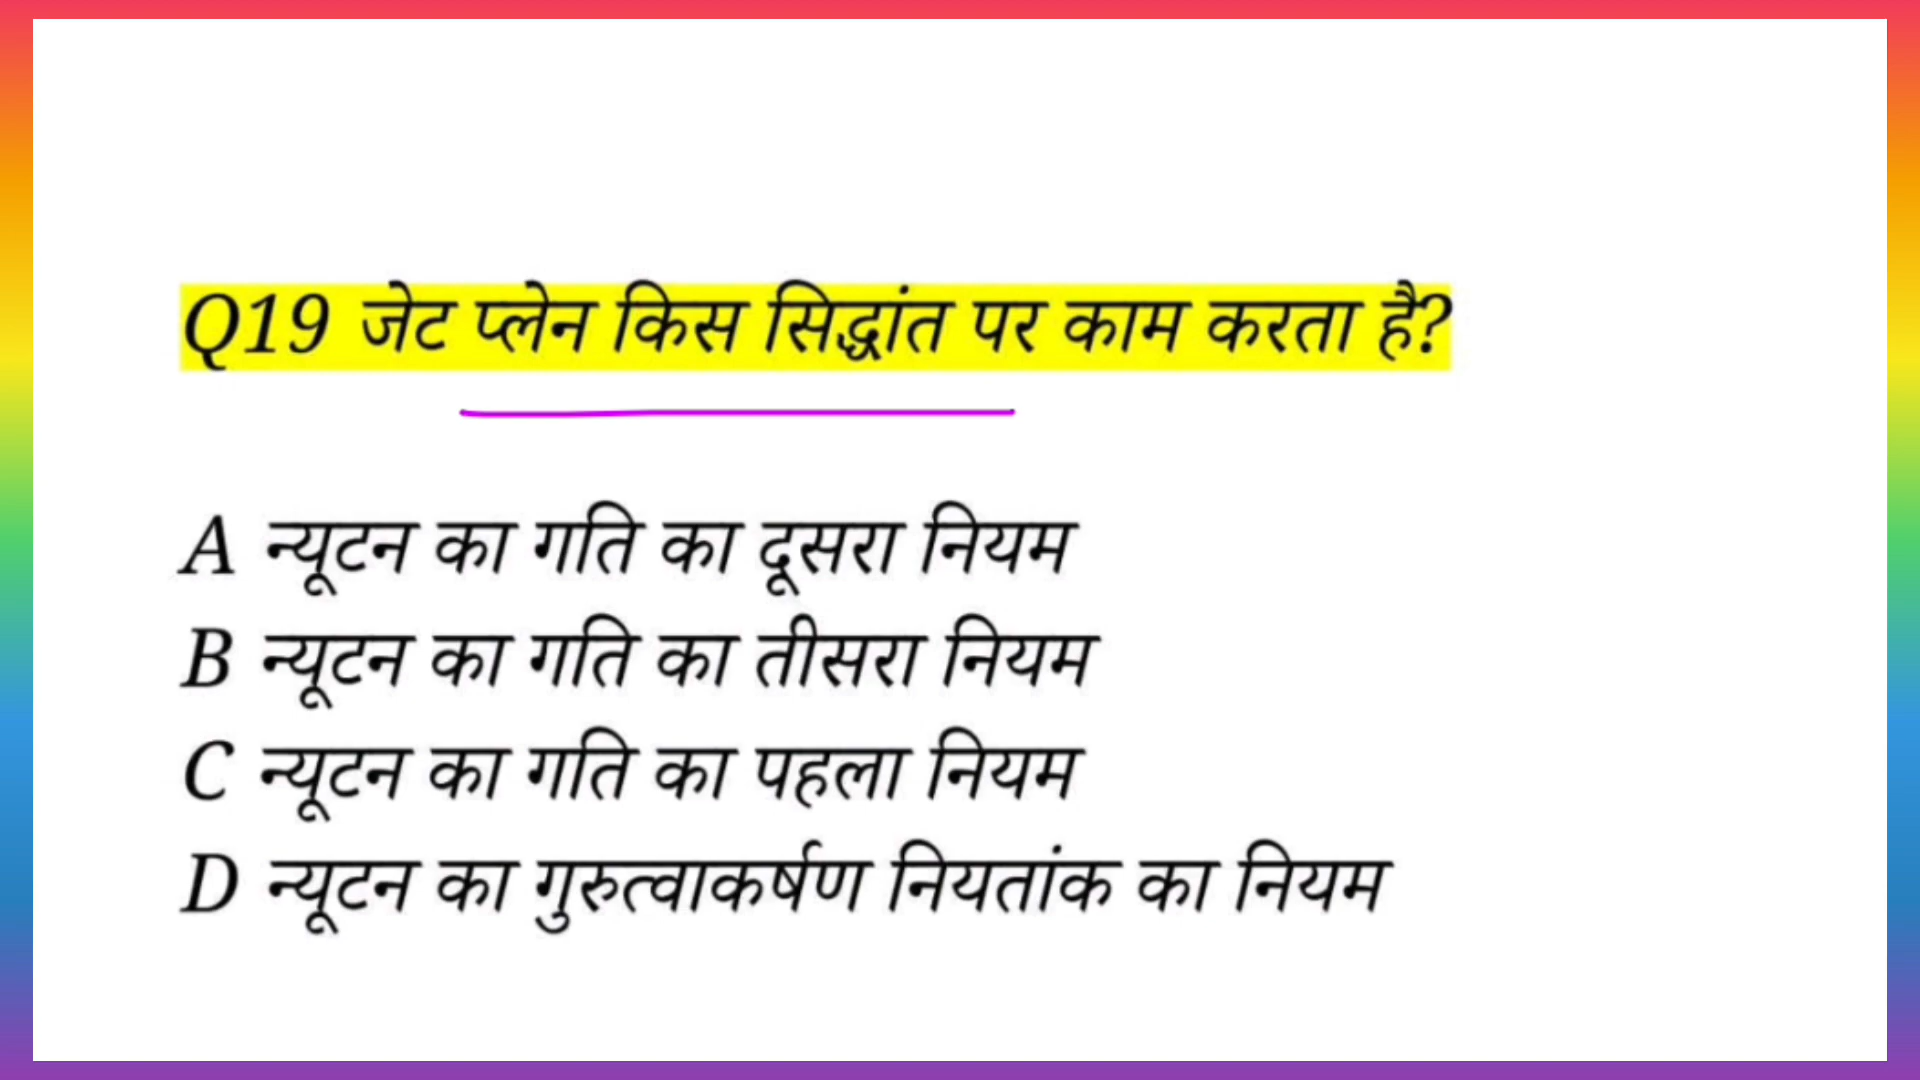 Q19 जेट प्लेन किस सिद्धांत पर काम करता है?
A न्यूटन का गति का दूसरा नियम
B न्यूटन का गति का तीसरा नियम
C न्यूटन का गति का पहला नियम
D न्यूटन का गुरुत्वाकर्षण नियतांक का नियम